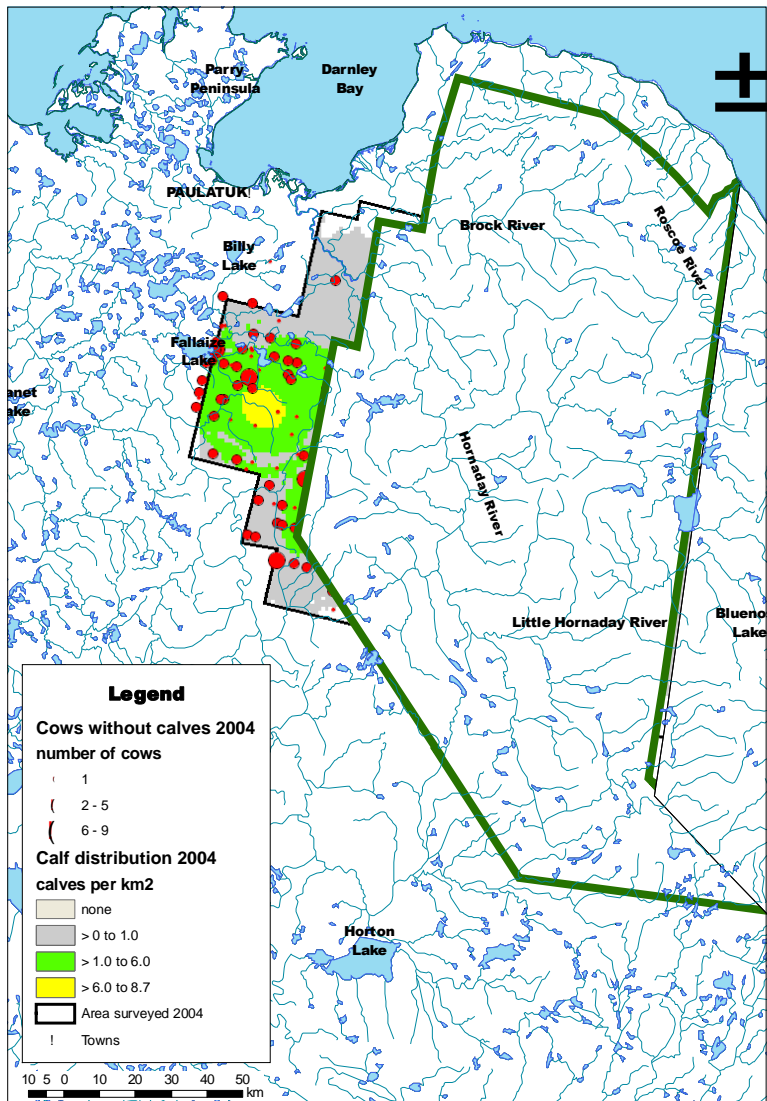 Parry
Peninsula
Darnley
Bay
PAULATUK!
Brock River
Roscoe River
Billy
Lake
Fallaize
Lake
anet
ake
Hornaday River
Little Hornaday River
Blueno
Lake
Legend
Cows without calves 2004
number of cows
1
2 - 5
6 - 9
Calf distribution 2004
calves per km2
none
> 0 to 1.0
> 1.0 to 6.0
> 6.0 to 8.7
Area surveyed 2004
! Towns
Horton
Lake
10 5 0 10 20 30 40 50
km